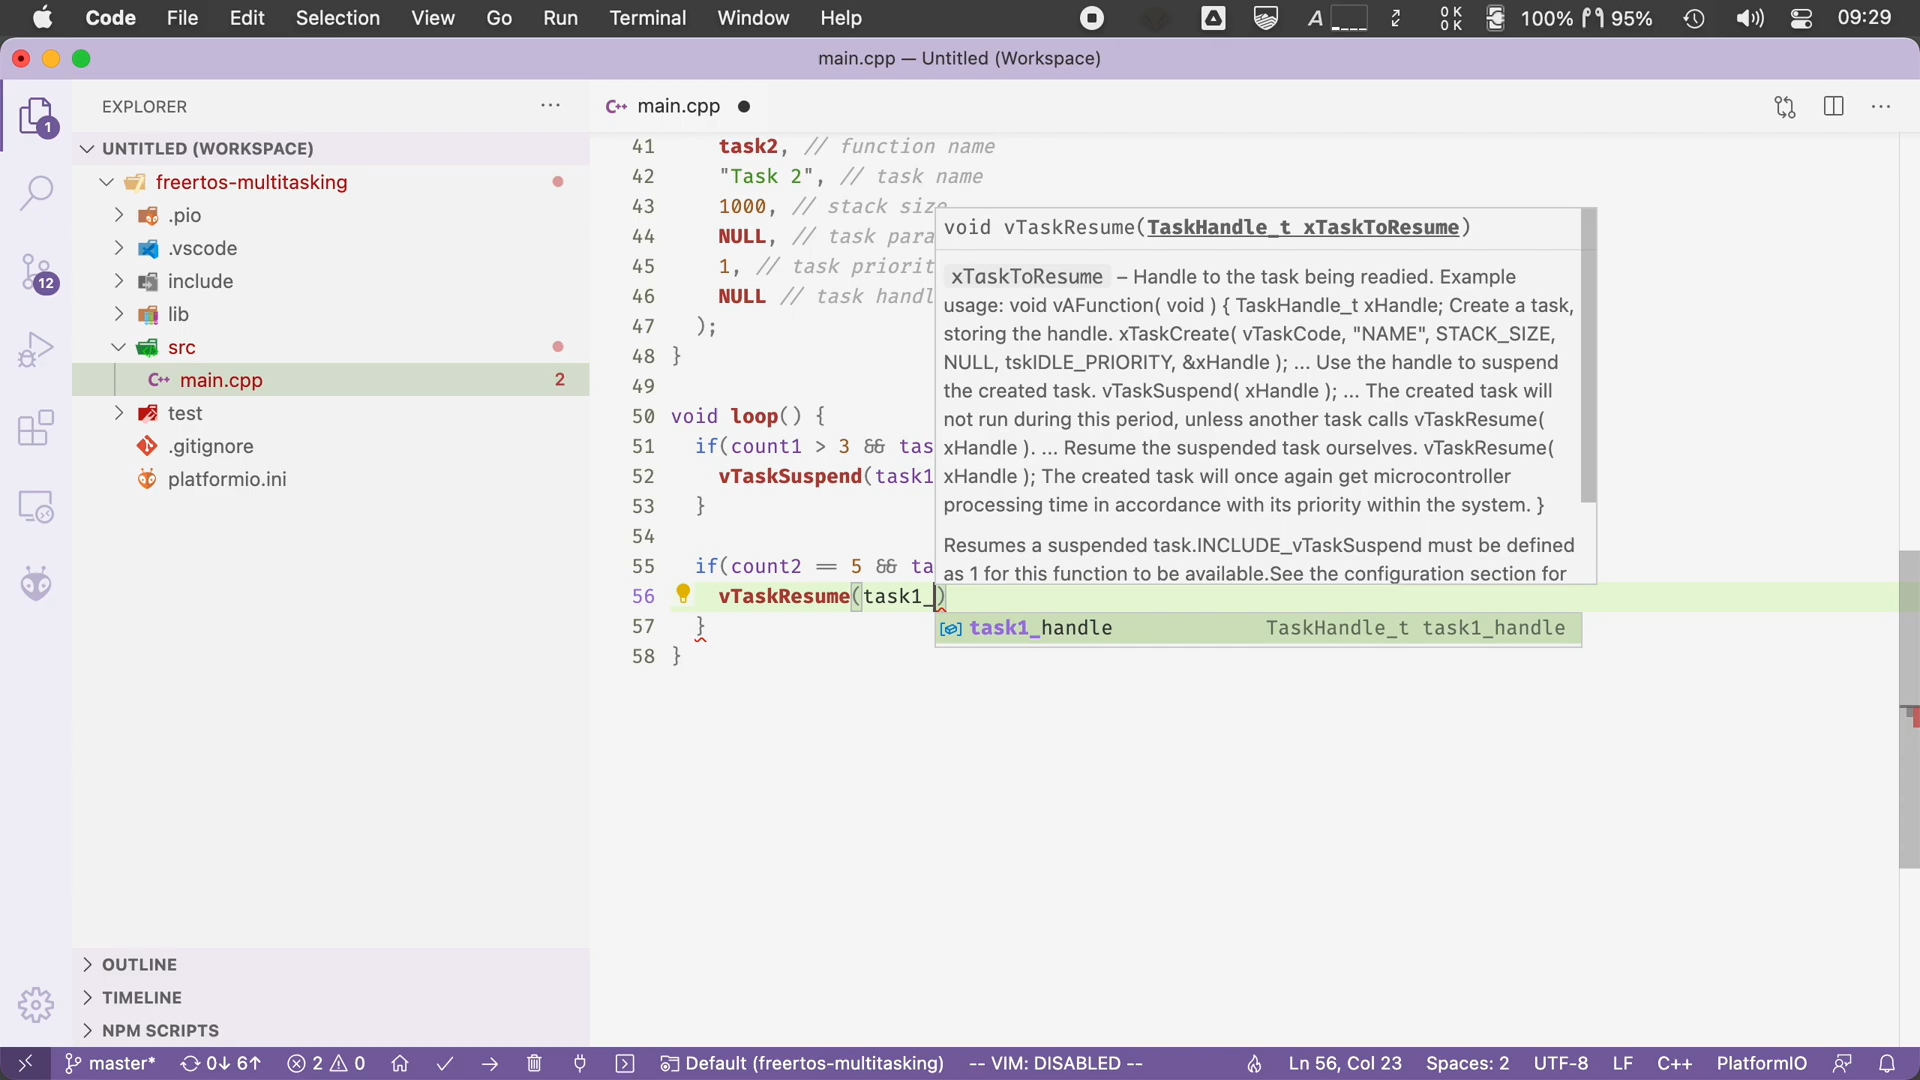 Code File Edit Selection View Go Run Terminal Window Help A 0 K 0 K 100% 95% 09:29
main.cpp — Untitled (Workspace)
EXPLORER
main.cpp
UNTITLED (WORKSPACE)
freertos-multitasking
.pio
.vscode
include
lib
src
main.cpp 2
test
.gitignore
platformio.ini
OUTLINE
TIMELINE
NPM SCRIPTS
1
12
41 task2, // function name
42 "Task 2", // task name
43 1000, // stack size
44 NULL, // task para
45 1, // task priorit
46 NULL // task handl
47 );
48 }
49
50 void loop() {
51 if(count1 > 3 && tas
52 vTaskSuspend(task1
53 }
54
55 if(count2 == 5 && ta
56 vTaskResume(task1_)
57 }
58 }
void vTaskResume(TaskHandle_t xTaskToResume)
xTaskToResume – Handle to the task being readied. Example
usage: void vAFunction( void ) { TaskHandle_t xHandle; Create a task,
storing the handle. xTaskCreate( vTaskCode, "NAME", STACK_SIZE,
NULL, tskIDLE_PRIORITY, &xHandle ); ... Use the handle to suspend
the created task. vTaskSuspend( xHandle ); ... The created task will
not run during this period, unless another task calls vTaskResume(
xHandle ). ... Resume the suspended task ourselves. vTaskResume(
xHandle ); The created task will once again get microcontroller
processing time in accordance with its priority within the system. }
Resumes a suspended task.INCLUDE_vTaskSuspend must be defined
as 1 for this function to be available.See the configuration section for
task1_handle TaskHandle_t task1_handle
master* 0↓ 6↑ 2 0 Default (freertos-multitasking) -- VIM: DISABLED -- Ln 56, Col 23 Spaces: 2 UTF-8 LF C++ PlatformIO